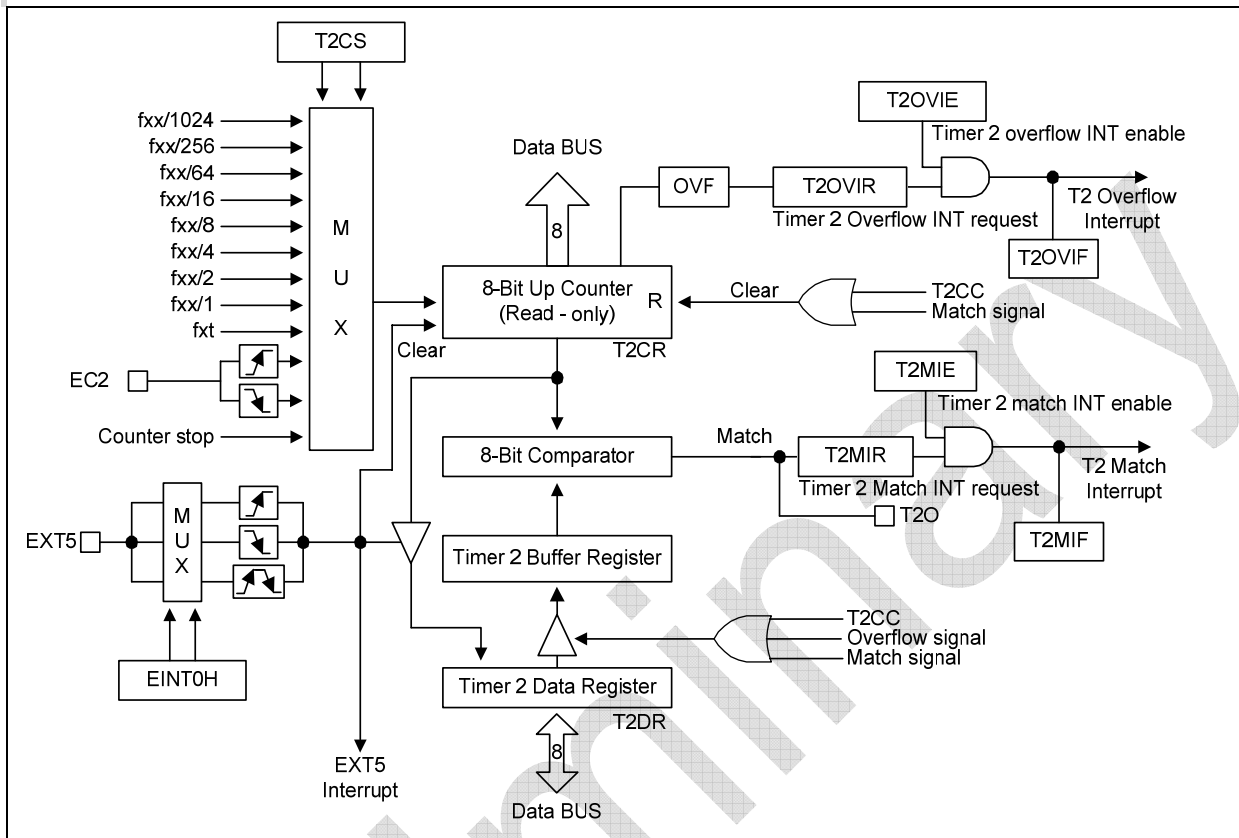 T2CS
fxx/1024
fxx/256
fxx/64
fxx/16
fxx/8
fxx/4
fxx/2
fxx/1
fxt
EC2
Counter stop
M
U
X
Data BUS
8
8-Bit Up Counter
(Read - only)
R
T2CR
Clear
OVF
T2OVIR
Timer 2 Overflow INT request
T2OVIE
Timer 2 overflow INT enable
T2 Overflow
Interrupt
T2OVIF
Clear
T2CC
Match signal
8-Bit Comparator
Match
T2MIR
Timer 2 Match INT request
T2MIE
Timer 2 match INT enable
T2 Match
Interrupt
T2MIF
T2O
EXT5
M
U
X
EINT0H
EXT5
Interrupt
Timer 2 Buffer Register
T2CC
Overflow signal
Match signal
Timer 2 Data Register
T2DR
8
Data BUS